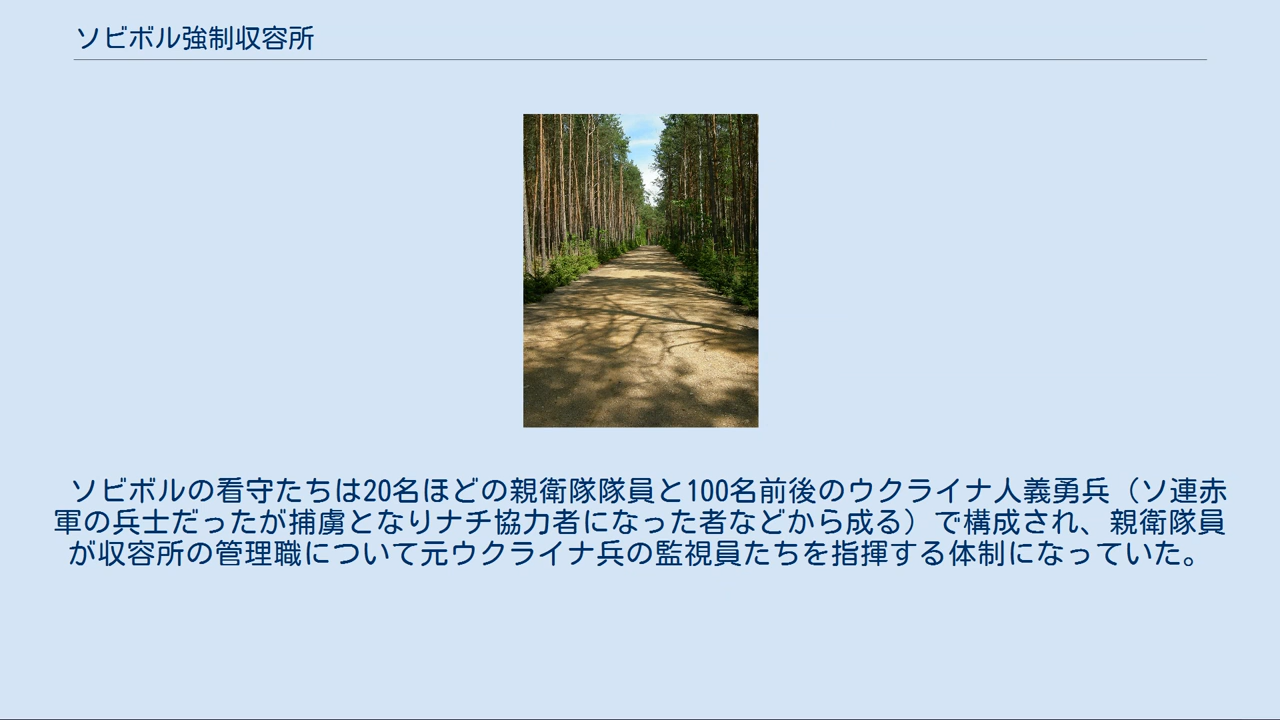 ソビボル強制収容所
ソビボルの看守たちは20名ほどの親衛隊隊員と100名前後のウクライナ人義勇兵（ソ連赤
軍の兵士だったが捕虜となりナチ協力者になった者などから成る）で構成され、親衛隊員
が収容所の管理職について元ウクライナ兵の監視員たちを指揮する体制になっていた。